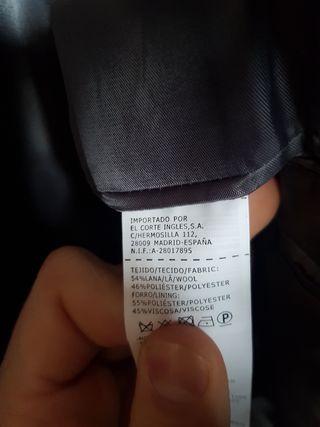 IMPORTADO POR
EL CORTE INGLES,S.A.
C/HERMOSILLA 112,
28009 MADRID-ESPAÑA
N.I.F.:A-28017895
TEJIDO/TECIDO/FABRIC:
54%LANA/LÃ/WOOL
46%POLIÉSTER/POLYESTER
FORRO/LINING:
55%POLIÉSTER/POLYESTER
45%VISCOSA/VISCOSE
P